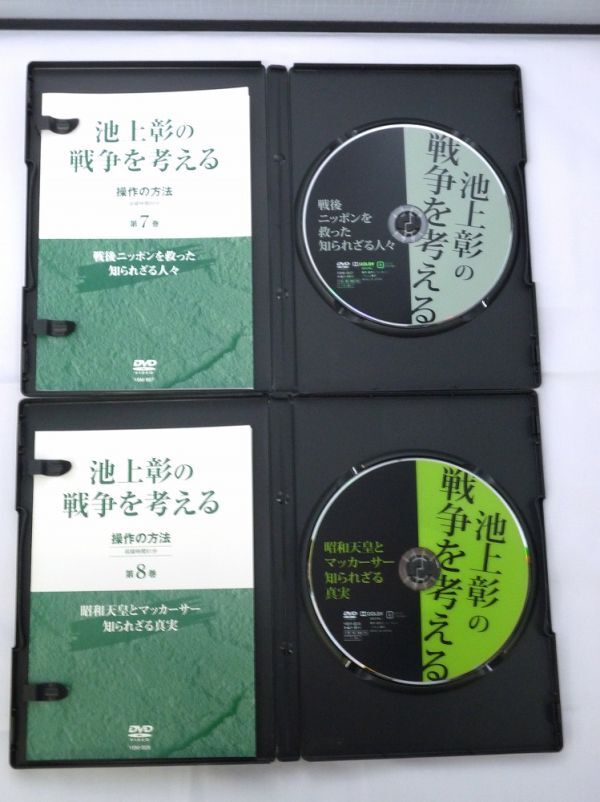 池上彰の
戦争を考える
操作の方法
第7巻
戦後ニッポンを救った
知られざる人々
DVD
VIDEO
池上彰の
戦争を考える
戦後
ニッポンを
救った
知られざる人々
DVD
池上彰の
戦争を考える
操作の方法
第8巻
昭和天皇とマッカーサー
知られざる真実
DVD
VIDEO
池上彰の
戦争を考える
昭和天皇と
マッカーサー
知られざる
真実
DVD